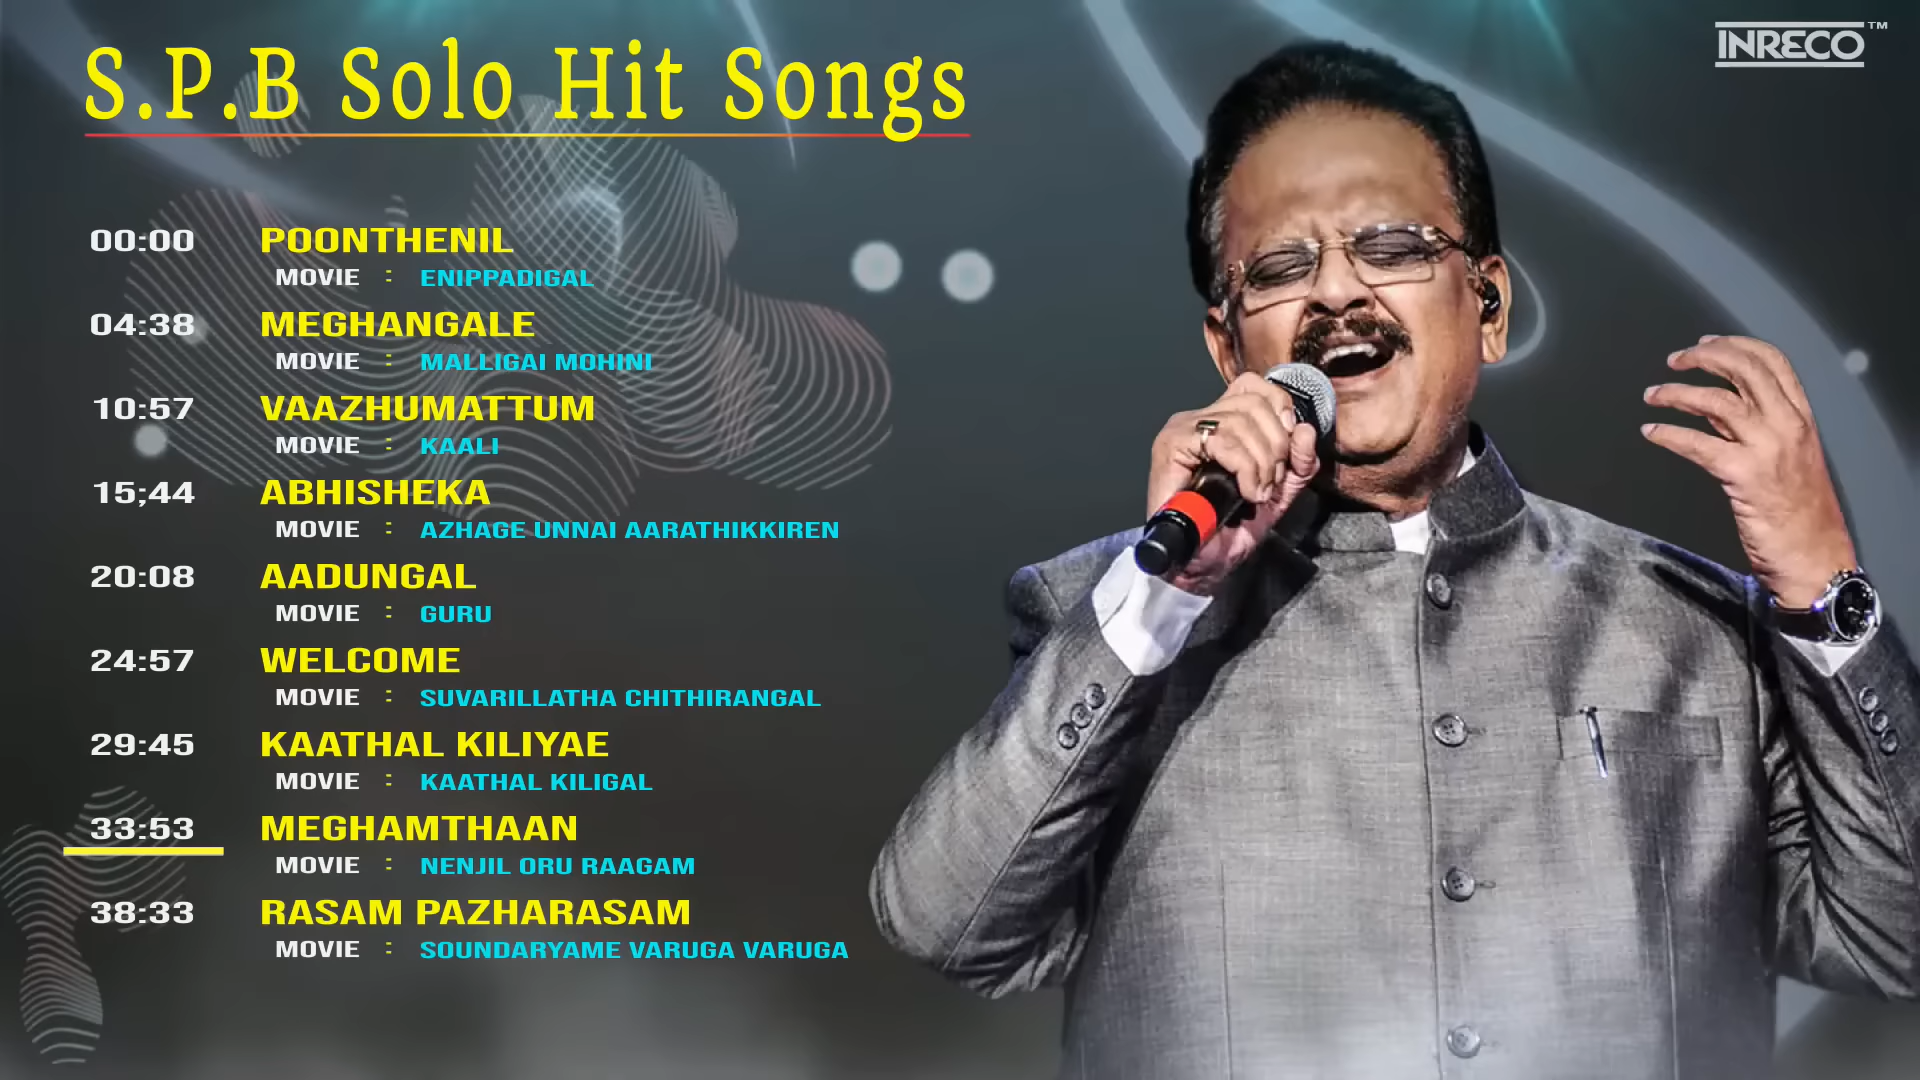 INRECO™
S.P.B Solo Hit Songs
00:00 POONTHENIL
MOVIE : ENIPPADIGAL
04:38 MEGHANGALE
MOVIE : MALLIGAI MOHINI
10:57 VAAZHUMATTUM
MOVIE : KAALI
15;44 ABHISHEKA
MOVIE : AZHAGE UNNAI AARATHIKKIREN
20:08 AADUNGAL
MOVIE : GURU
24:57 WELCOME
MOVIE : SUVARILLATHA CHITHIRANGAL
29:45 KAATHAL KILIYAE
MOVIE : KAATHAL KILIGAL
33:53 MEGHAMTHAAN
MOVIE : NENJIL ORU RAAGAM
38:33 RASAM PAZHARASAM
MOVIE : SOUNDARYAME VARUGA VARUGA